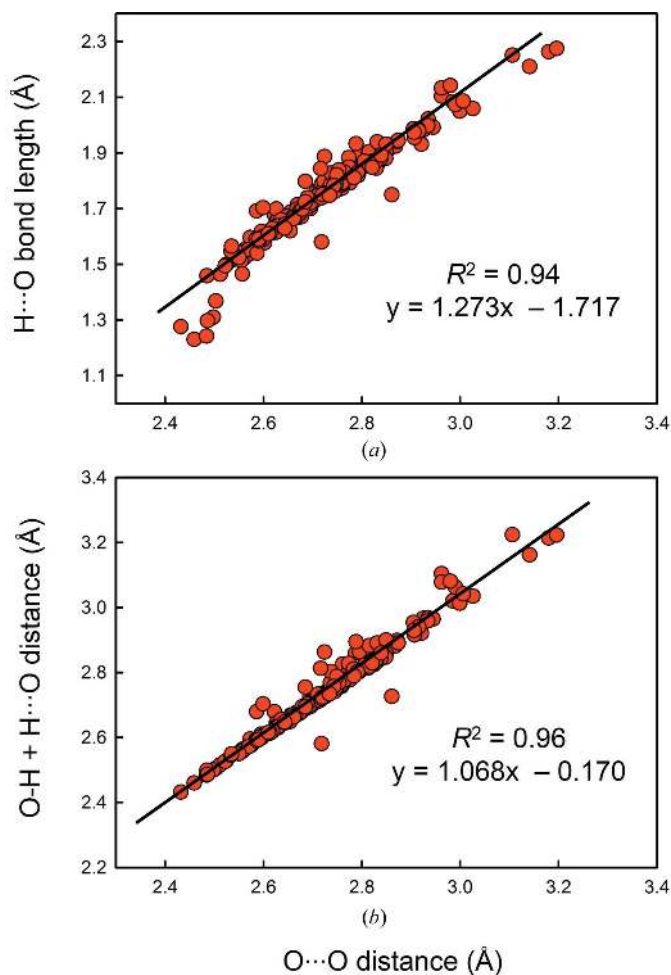 H···O bond length (Å)
2.3
2.1
1.9
1.7
1.5
1.3
1.1
R² = 0.94
y = 1.273x – 1.717
2.4 2.6 2.8 3.0 3.2 3.4
(a)
O-H + H···O distance (Å)
3.4
3.2
3.0
2.8
2.6
2.4
2.2
R² = 0.96
y = 1.068x – 0.170
2.4 2.6 2.8 3.0 3.2 3.4
(b)
O···O distance (Å)